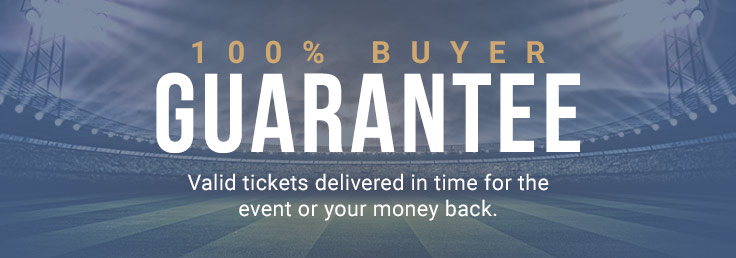 100% BUYER
GUARANTEE
Valid tickets delivered in time for the
event or your money back.